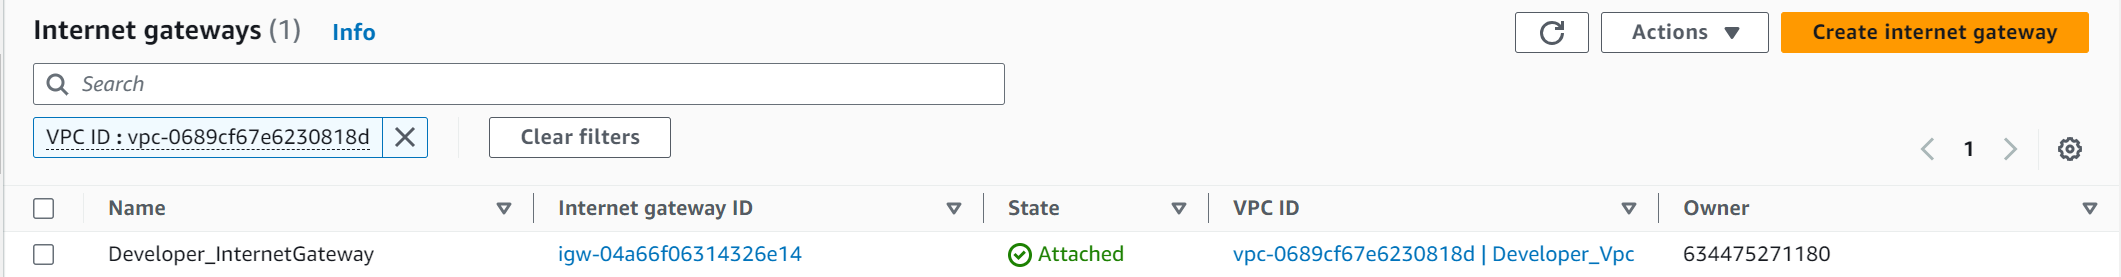 Internet gateways (1) Info
Actions
Create internet gateway
Search
VPC ID : vpc-0689cf67e6230818d
Clear filters
1
Name Internet gateway ID State VPC ID Owner
Developer_InternetGateway igw-04a66f06314326e14 Attached vpc-0689cf67e6230818d | Developer_Vpc 634475271180